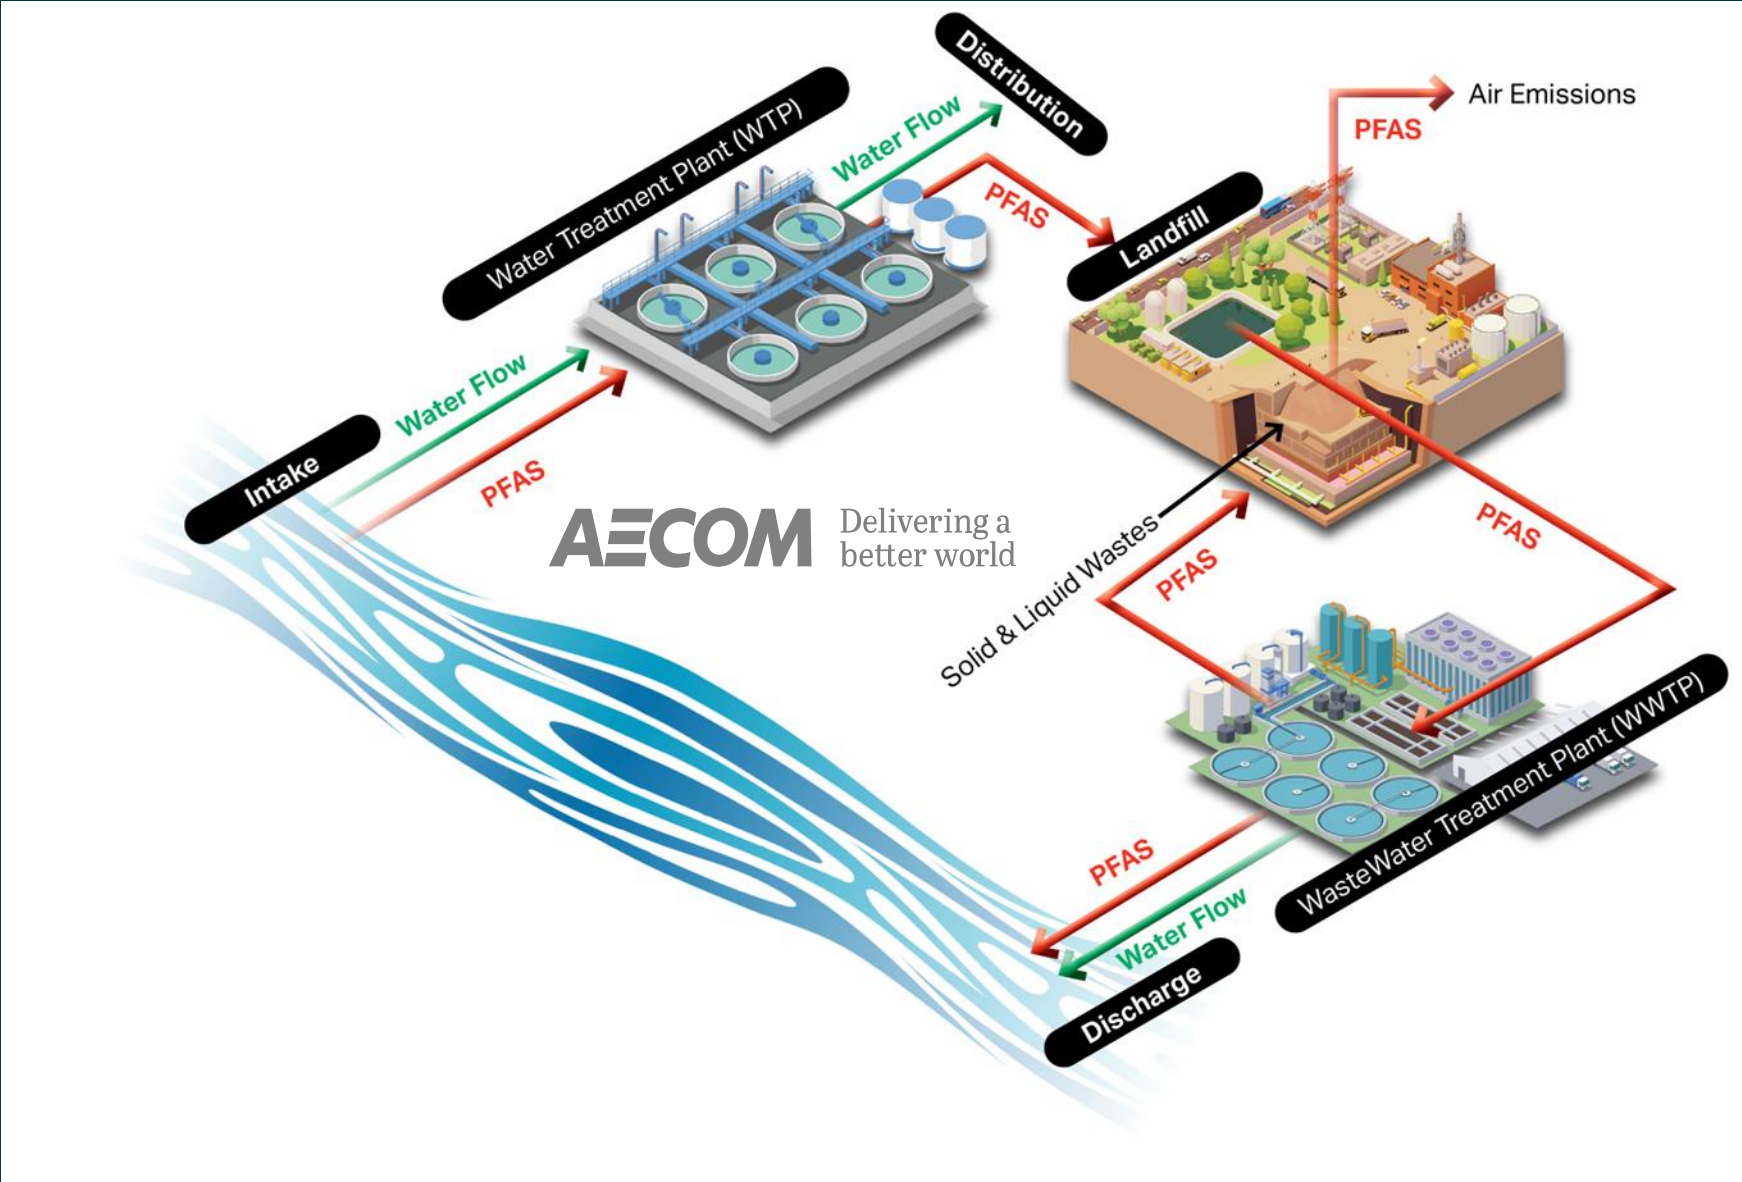 Distribution
Water Treatment Plant (WTP)
Water Flow
PFAS
Air Emissions
PFAS
Landfill
Water Flow
PFAS
Intake
AECOM
Delivering a
better world
Solid & Liquid Wastes
PFAS
PFAS
WasteWater Treatment Plant (WWTP)
PFAS
Water Flow
Discharge